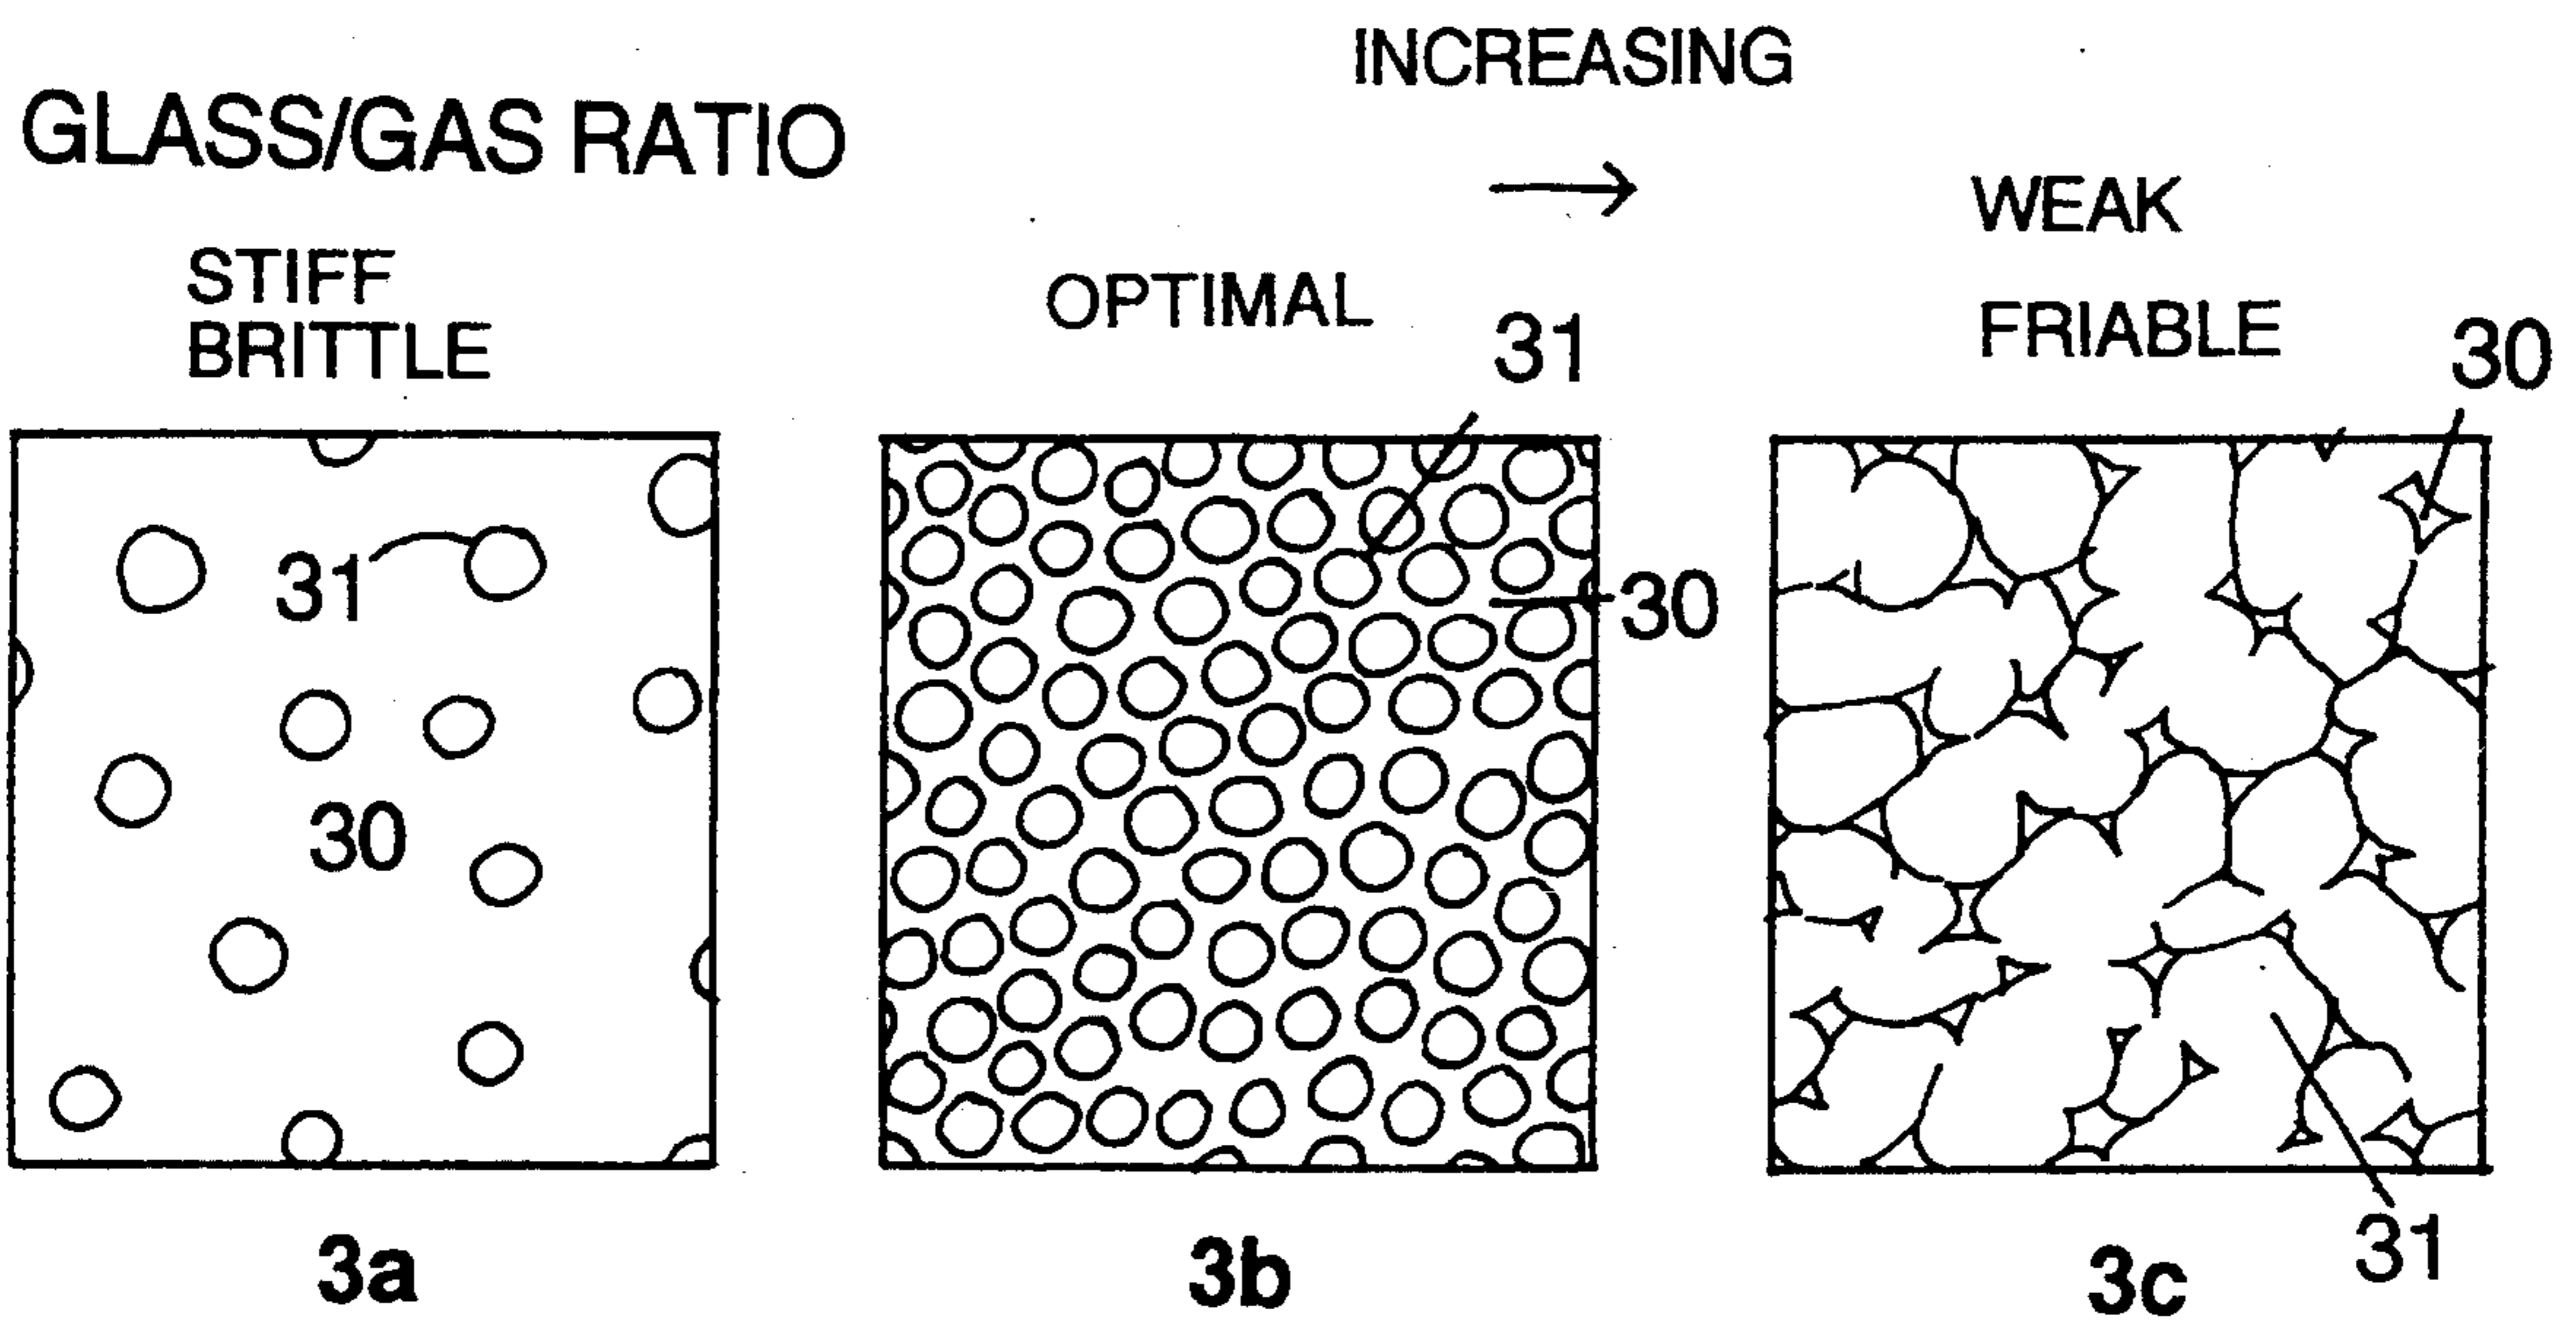 INCREASING
GLASS/GAS RATIO
→
WEAK
STIFF
BRITTLE
OPTIMAL
FRIABLE
31
30
31
30
30
31
3a
3b
3c